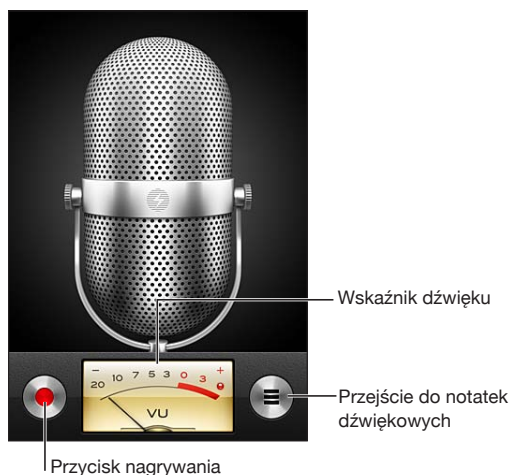 Wskaźnik dźwięku
− 20 10 7 5 3 0 3 +
VU
Przejście do notatek
dźwiękowych
Przycisk nagrywania